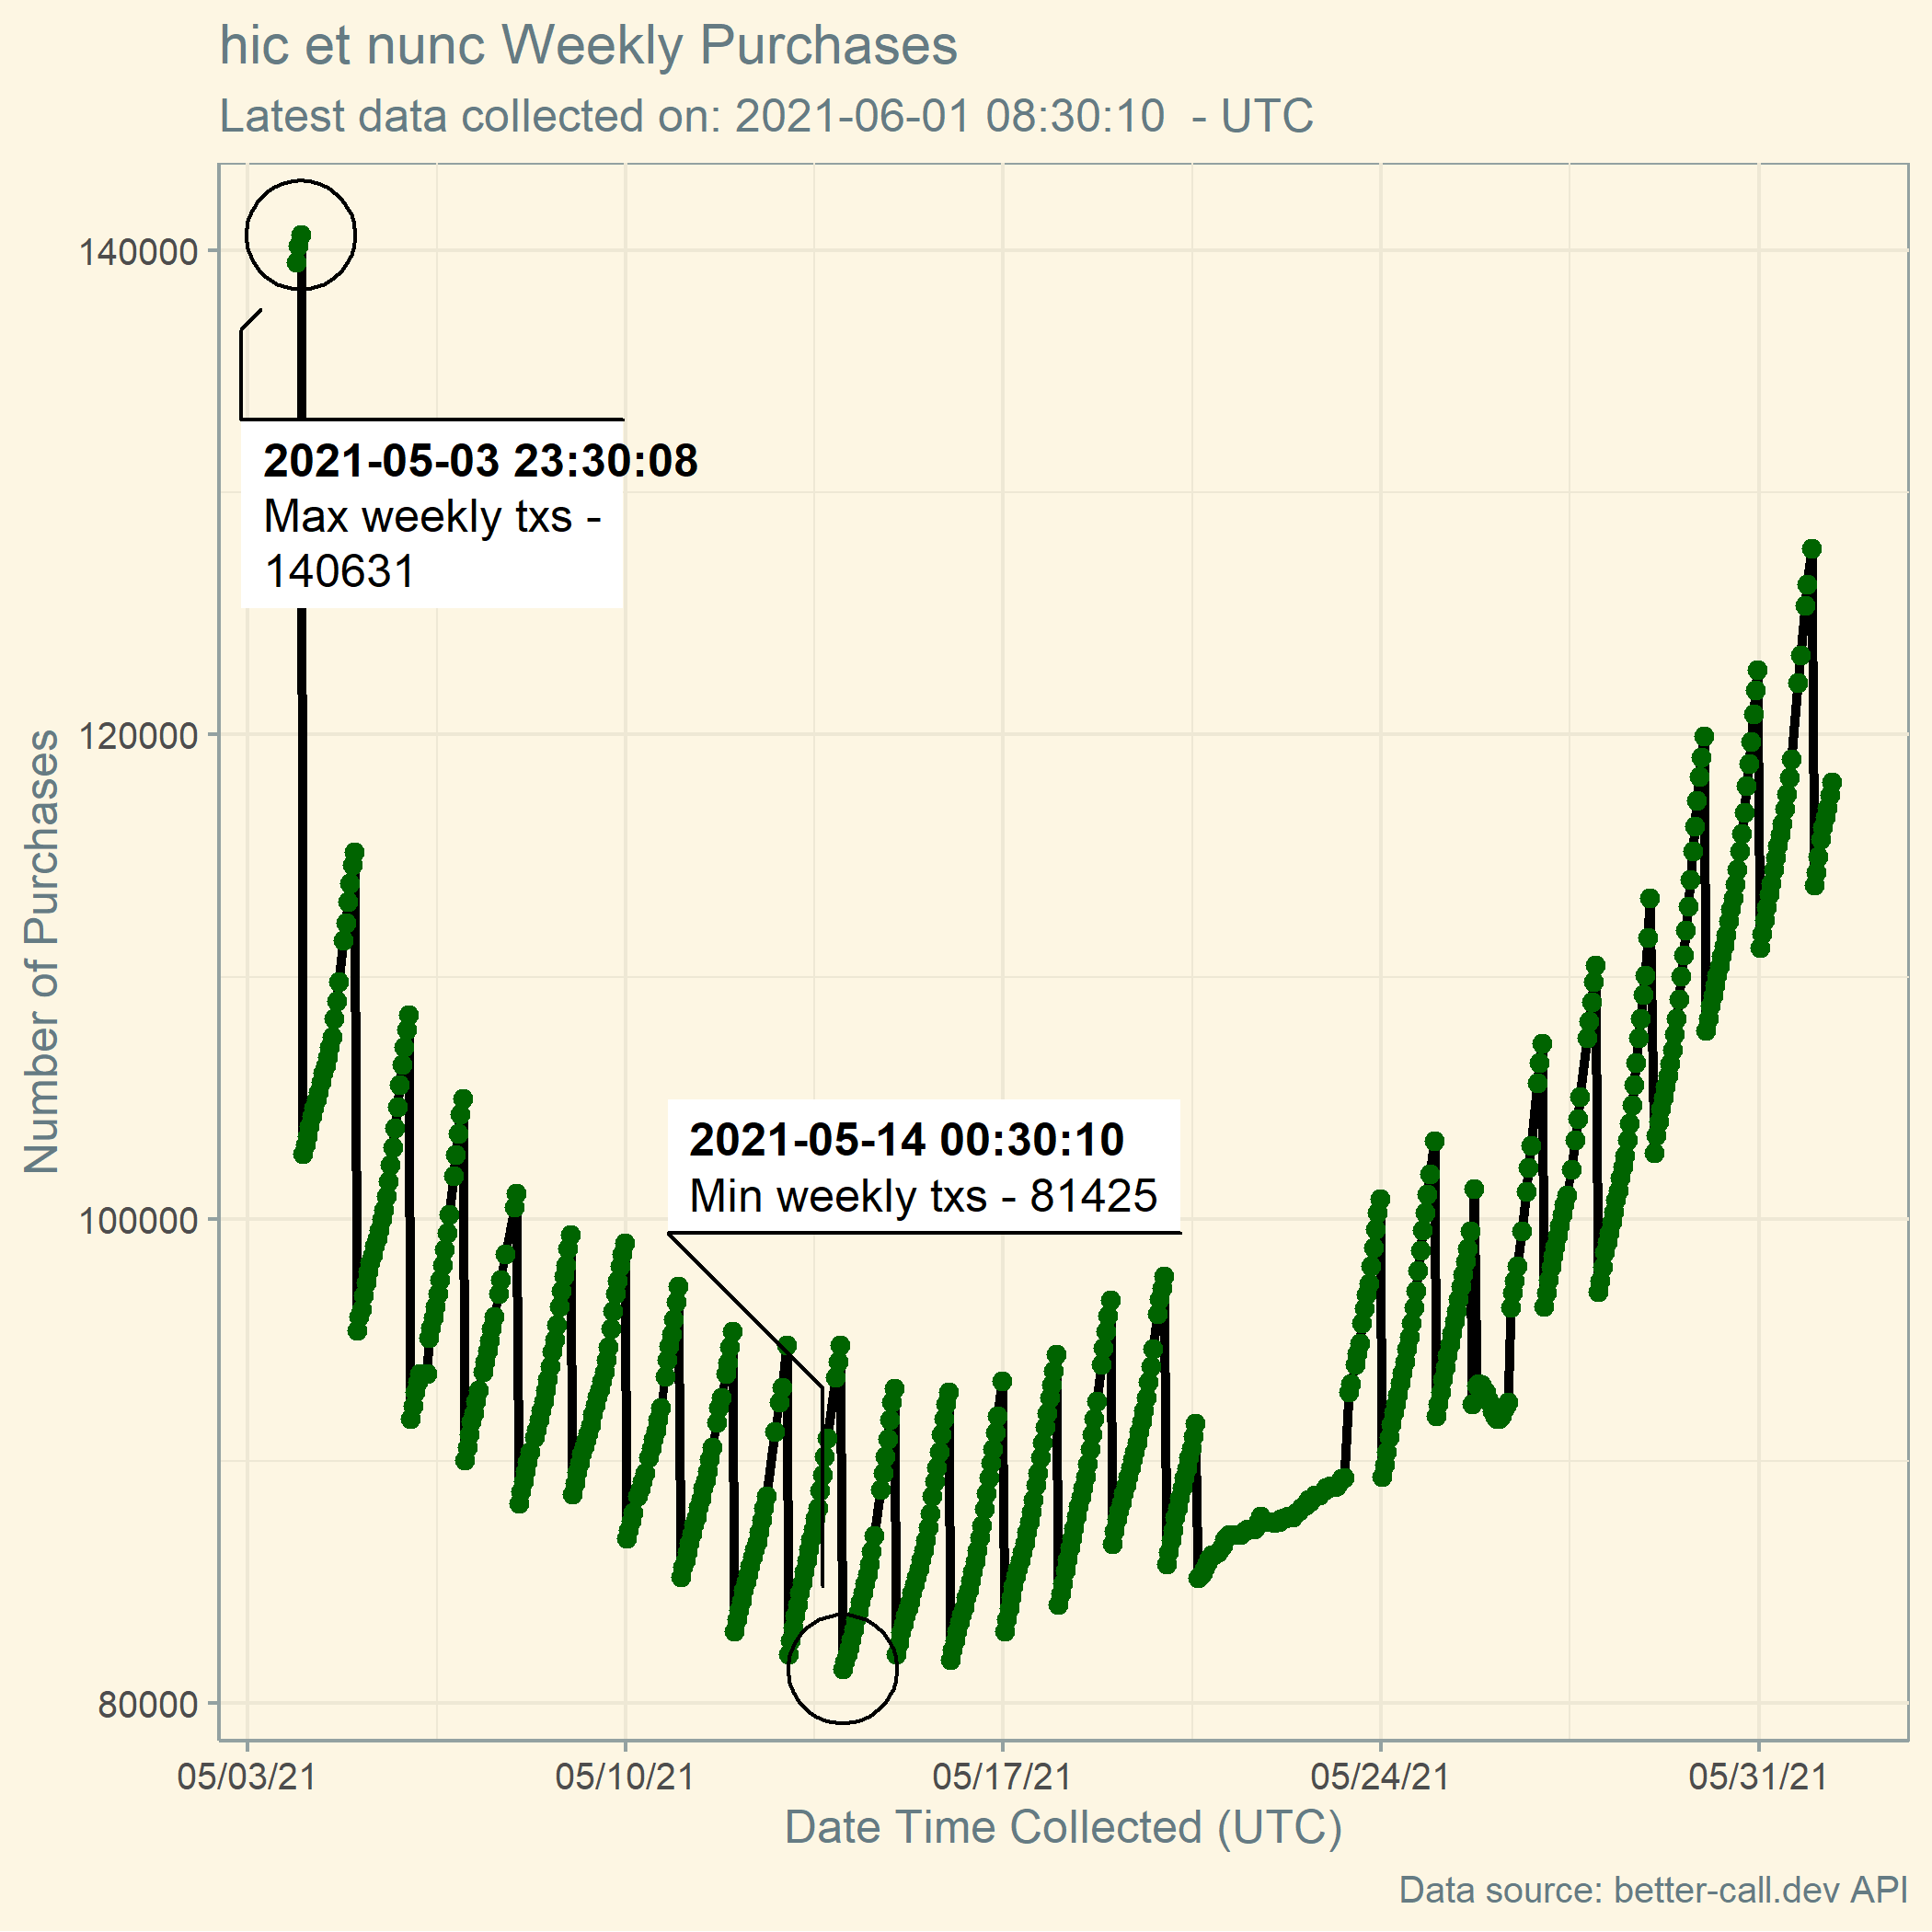 hic et nunc Weekly Purchases
Latest data collected on: 2021-06-01 08:30:10  - UTC
140000
120000
100000
80000
Number of Purchases
2021-05-03 23:30:08
Max weekly txs -
140631
2021-05-14 00:30:10
Min weekly txs - 81425
05/03/21
05/10/21
05/17/21
05/24/21
05/31/21
Date Time Collected (UTC)
Data source: better-call.dev API